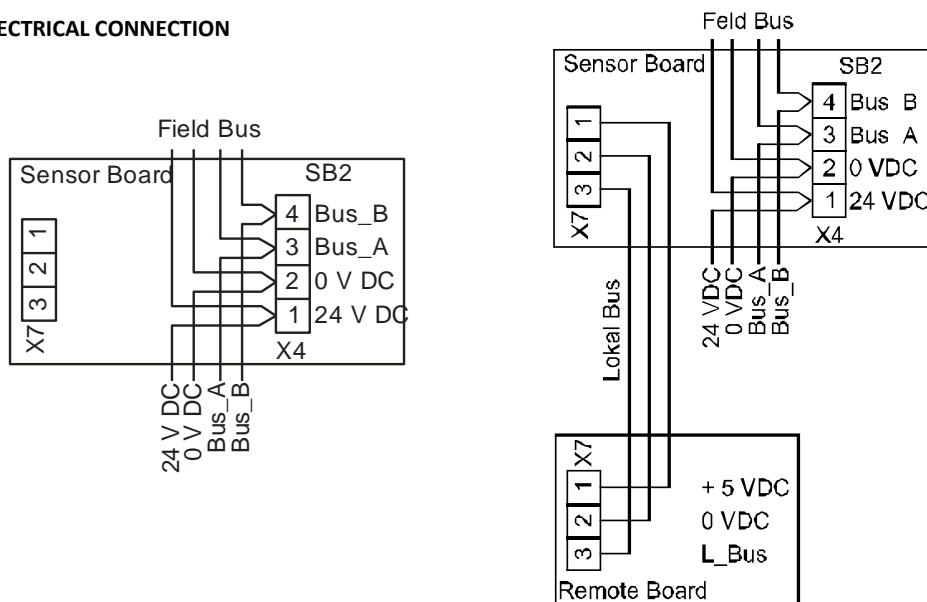 ECTRICAL CONNECTION
Field Bus
Sensor Board
SB2
4 Bus_B
3 Bus_A
2 0 V DC
1 24 V DC
X4
1
2
3
X7
24 V DC
0 V DC
Bus_A
Bus_B
Feld Bus
Sensor Board
SB2
4 Bus B
3 Bus A
2 0 VDC
1 24 VDC
X4
1
2
3
X7
24 VDC
0 VDC
Bus_A
Bus_B
Lokal Bus
X7
1 + 5 VDC
2 0 VDC
3 L_Bus
Remote Board